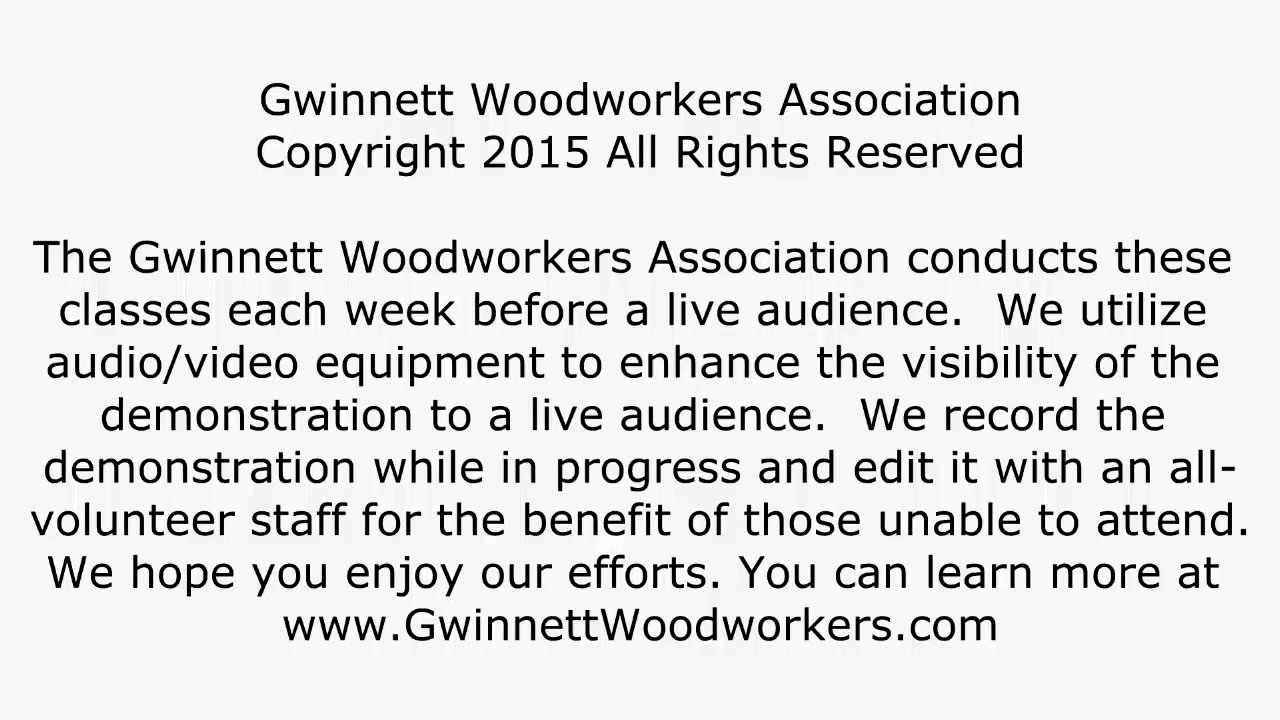 Gwinnett Woodworkers Association
Copyright 2015 All Rights Reserved
The Gwinnett Woodworkers Association conducts these
classes each week before a live audience.  We utilize
audio/video equipment to enhance the visibility of the
demonstration to a live audience.  We record the
demonstration while in progress and edit it with an all-
volunteer staff for the benefit of those unable to attend.
We hope you enjoy our efforts. You can learn more at
www.GwinnettWoodworkers.com